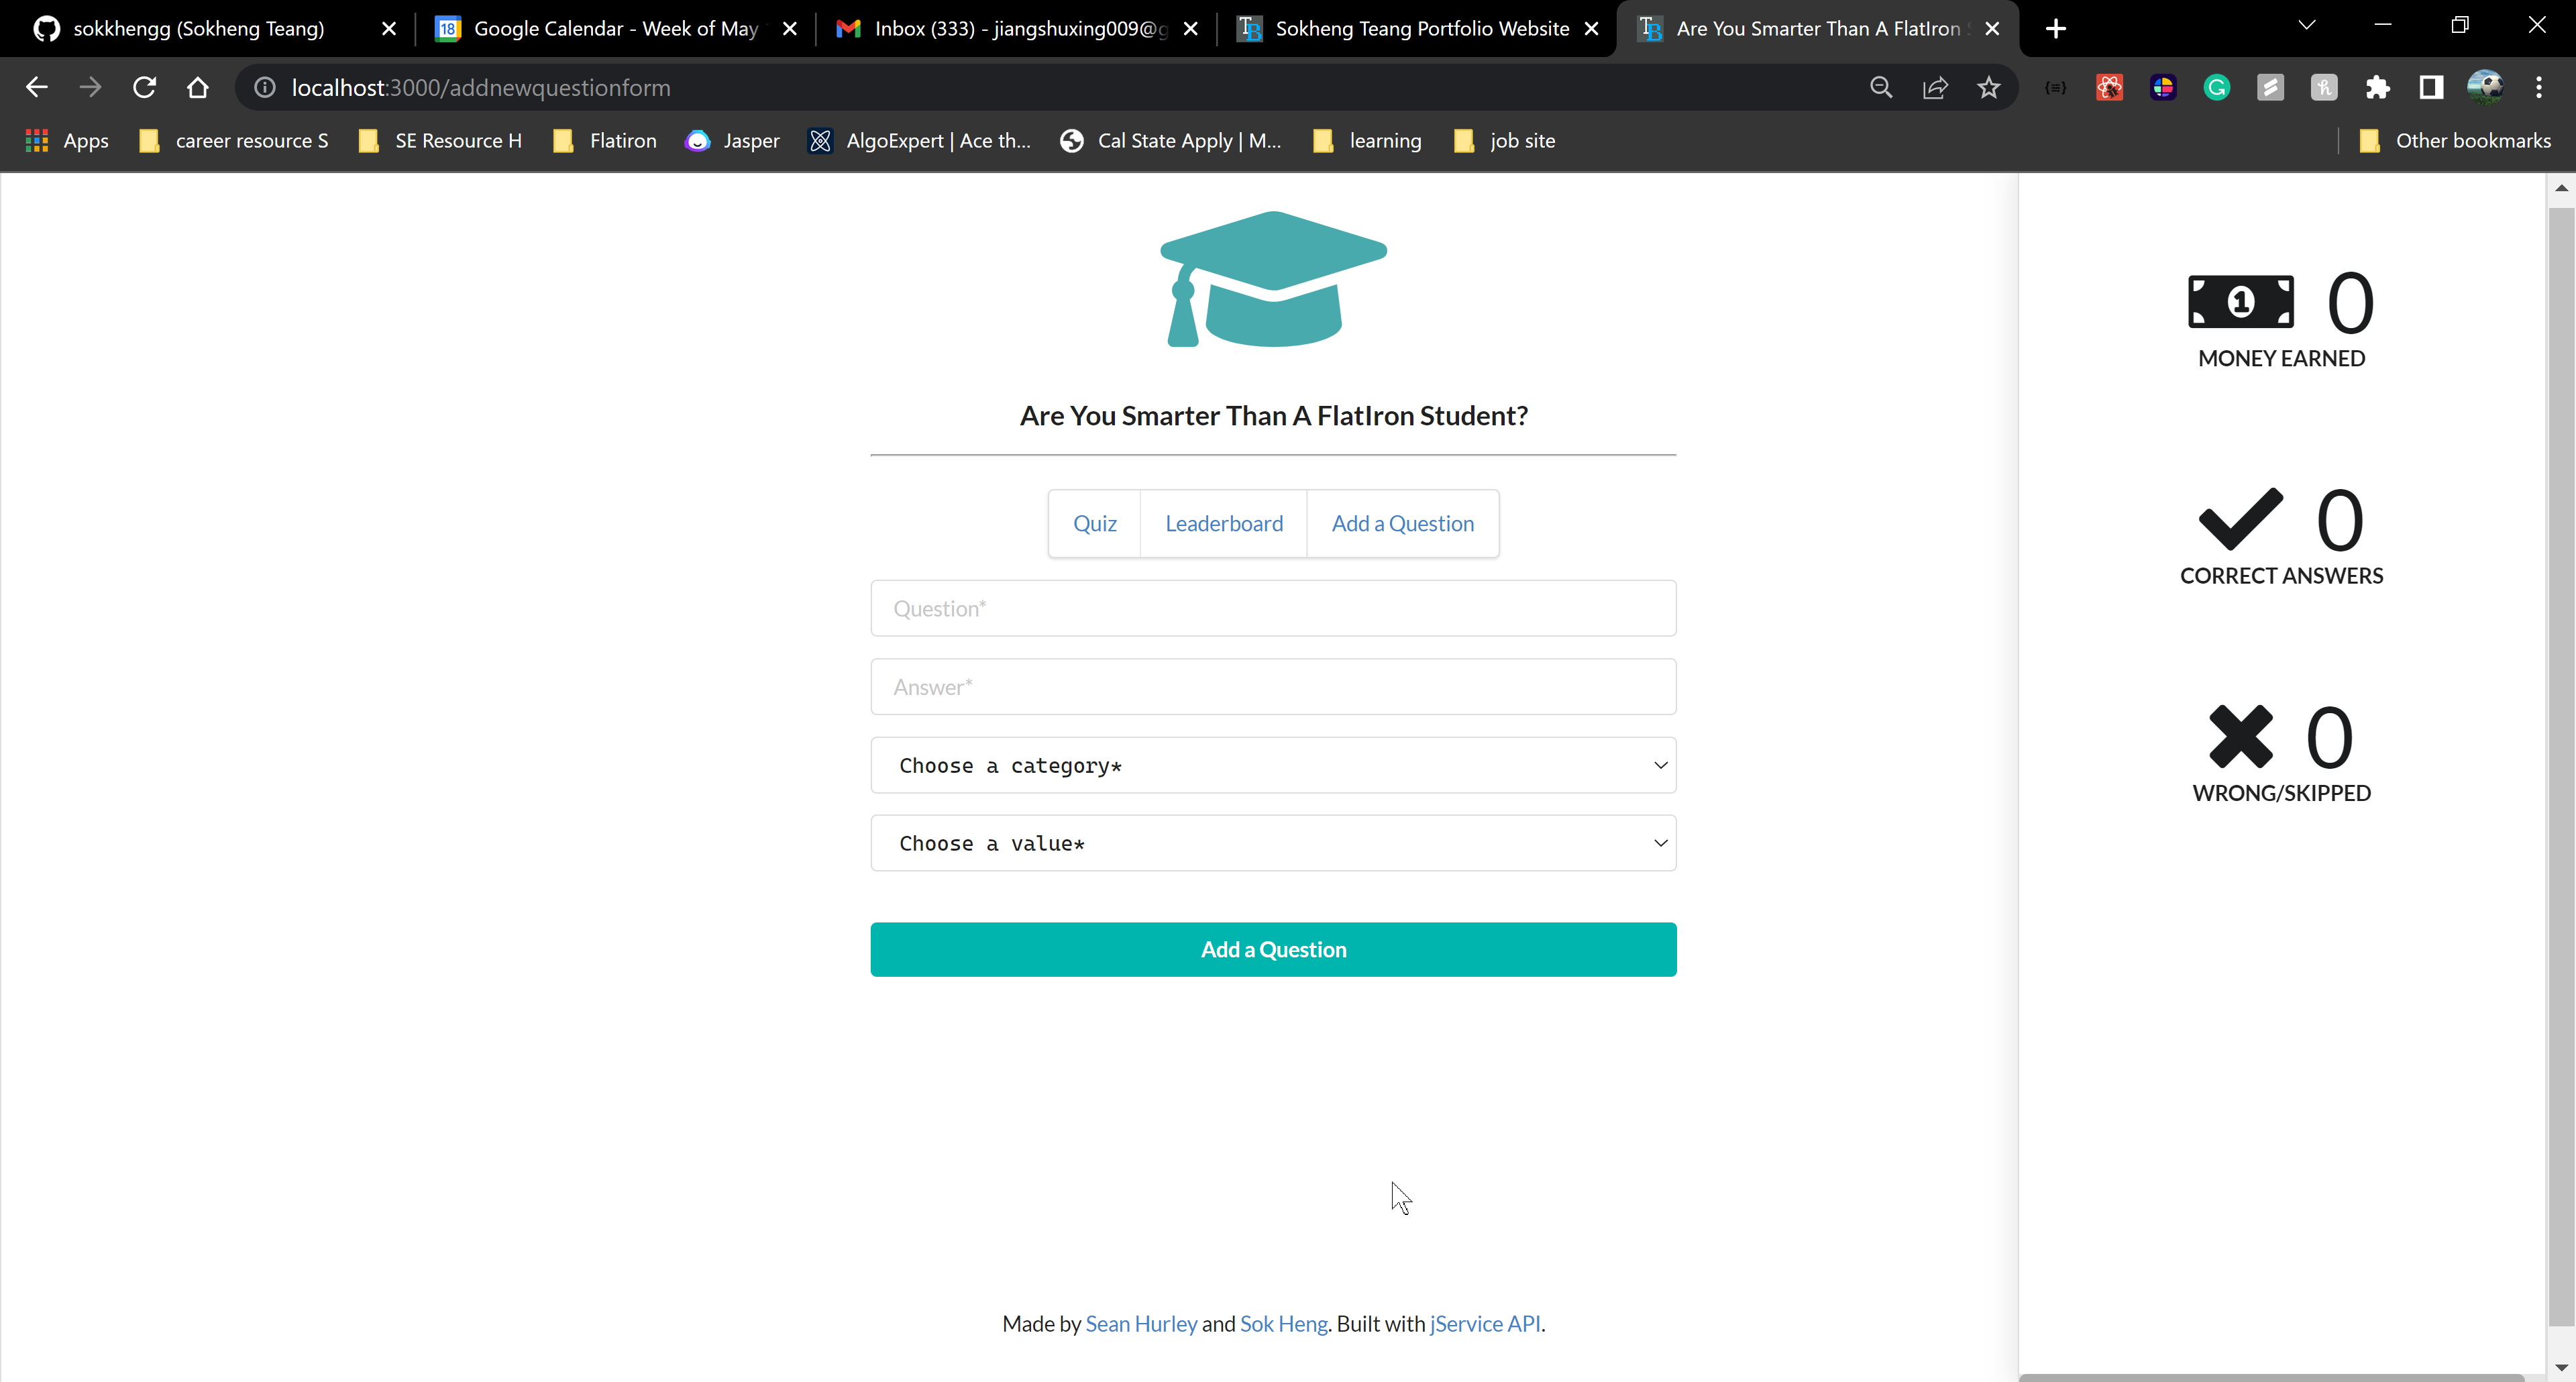 sokkhengg (Sokheng Teang)
18
Google Calendar - Week of May
Inbox (333) - jiangshuxing009@g
TB
Sokheng Teang Portfolio Website
TB
Are You Smarter Than A FlatIron S
localhost:3000/addnewquestionform
Apps
career resource S
SE Resource H
Flatiron
Jasper
AlgoExpert | Ace th...
Cal State Apply | M...
learning
job site
Other bookmarks
Are You Smarter Than A FlatIron Student?
Quiz
Leaderboard
Add a Question
Question*
Answer*
Choose a category*
Choose a value*
Add a Question
Made by Sean Hurley and Sok Heng. Built with jService API.
1 0
MONEY EARNED
0
CORRECT ANSWERS
0
WRONG/SKIPPED